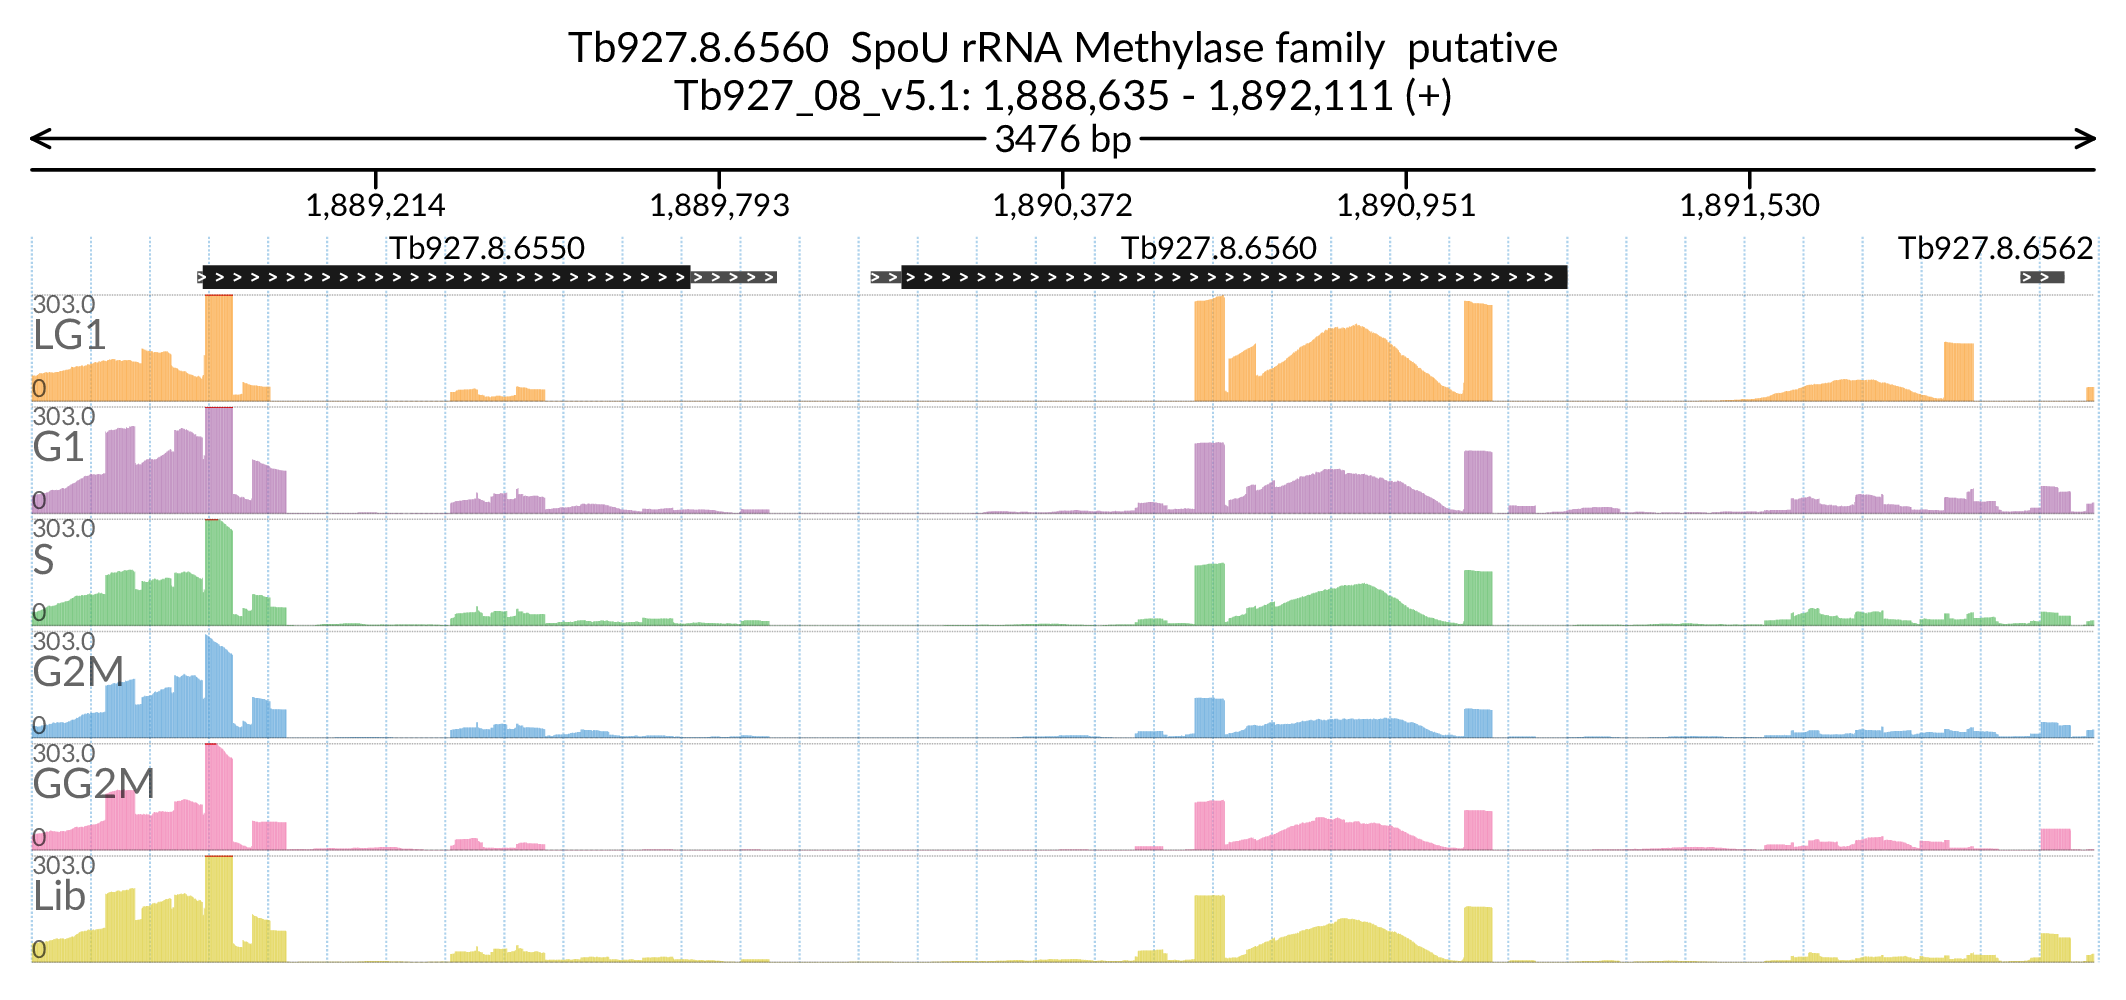 Tb927.8.6560  SpoU rRNA Methylase family  putative
Tb927_08_v5.1: 1,888,635 - 1,892,111 (+)
3476 bp
1,889,214 1,889,793 1,890,372 1,890,951 1,891,530
Tb927.8.6550 Tb927.8.6560 Tb927.8.6562
303.0
LG1
0
303.0
G1
0
303.0
S
0
303.0
G2M
0
303.0
GG2M
0
303.0
Lib
0